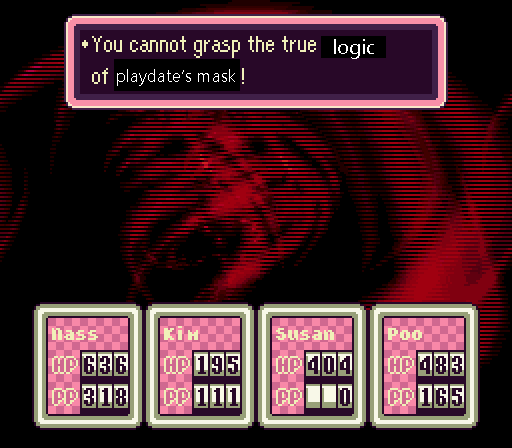 •You cannot grasp the true logic
of playdate's mask!
Nass Kim Susan Poo
HP 636 HP 195 HP 404 HP 483
PP 318 PP 111 PP 0 PP 165